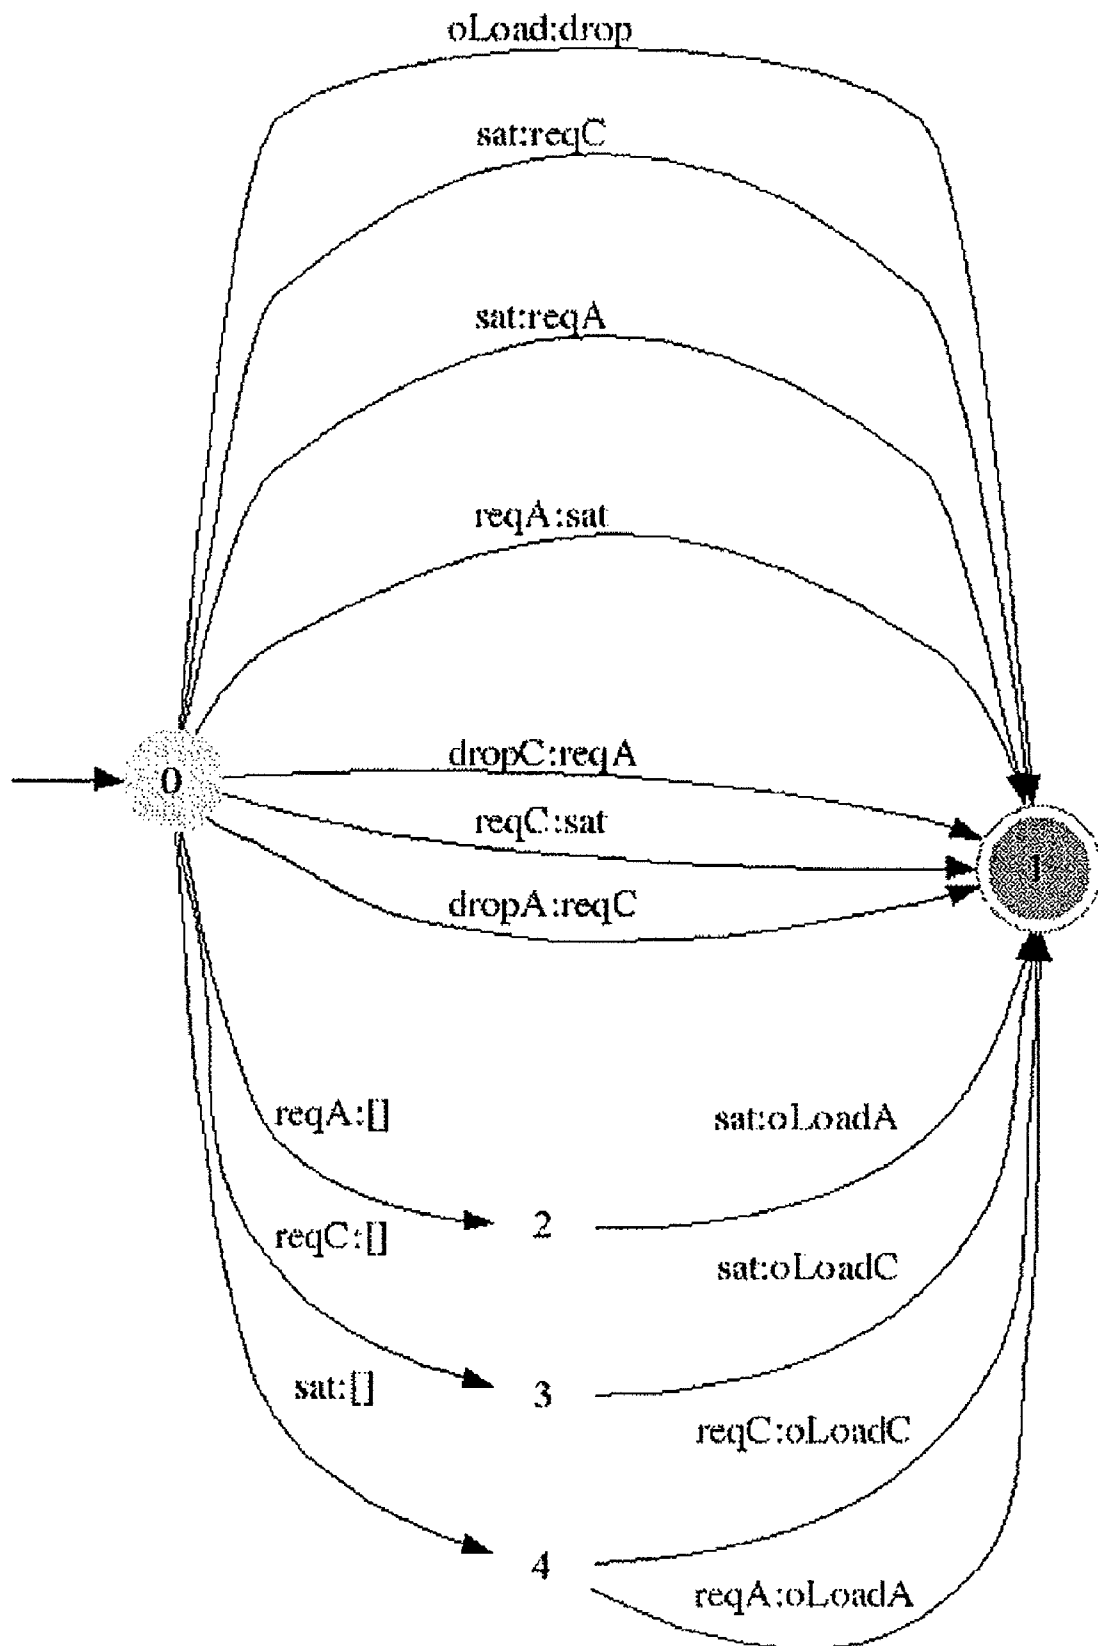 oLoad:drop
sat:reqC
sat:reqA
reqA:sat
0
dropC:reqA
reqC:sat
1
dropA:reqC
reqA:[]
sat:oLoadA
2
reqC:[]
sat:oLoadC
3
sat:[]
reqC:oLoadC
4
reqA:oLoadA